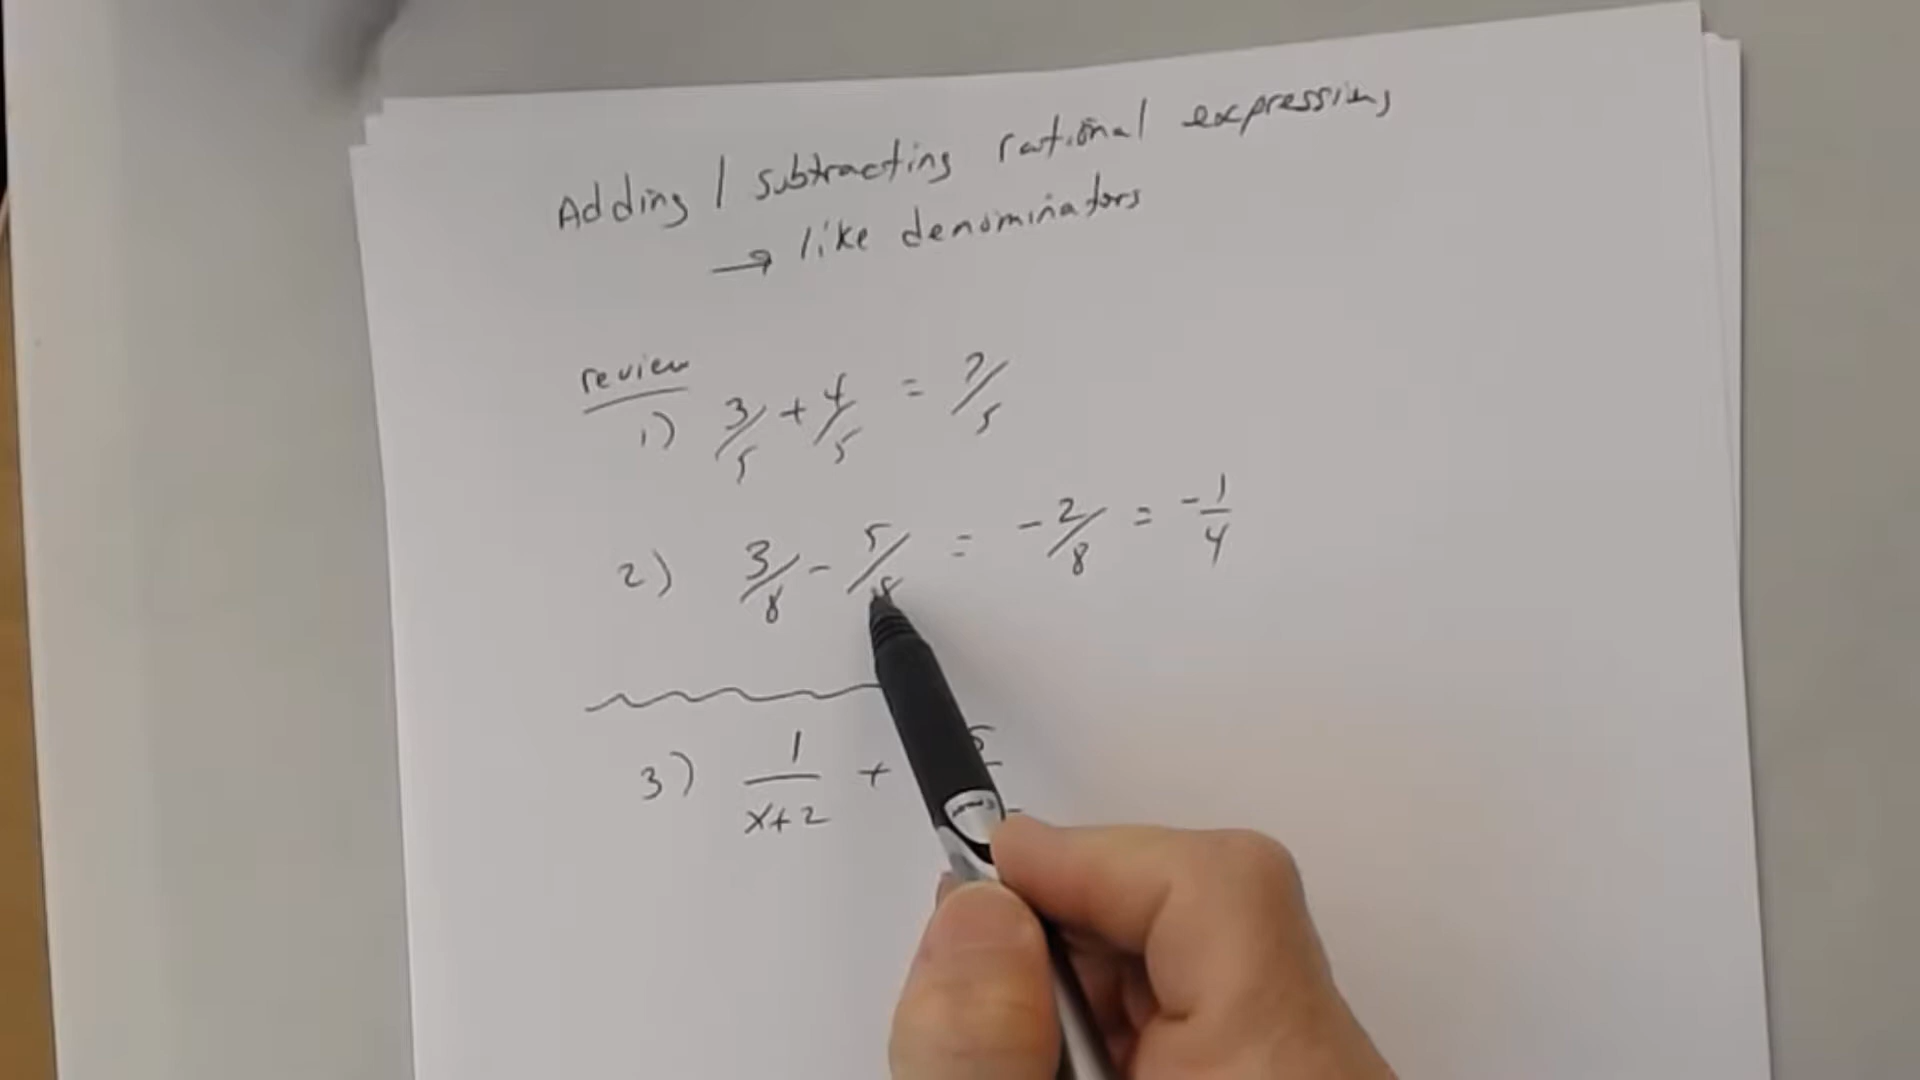 Adding / subtracting rational expressions
→ like denominators
review
1) 3/5 + 4/5 = 7/5
2) 3/8 - 5/8 = -2/8 = -1/4
3) 1/x+2 +